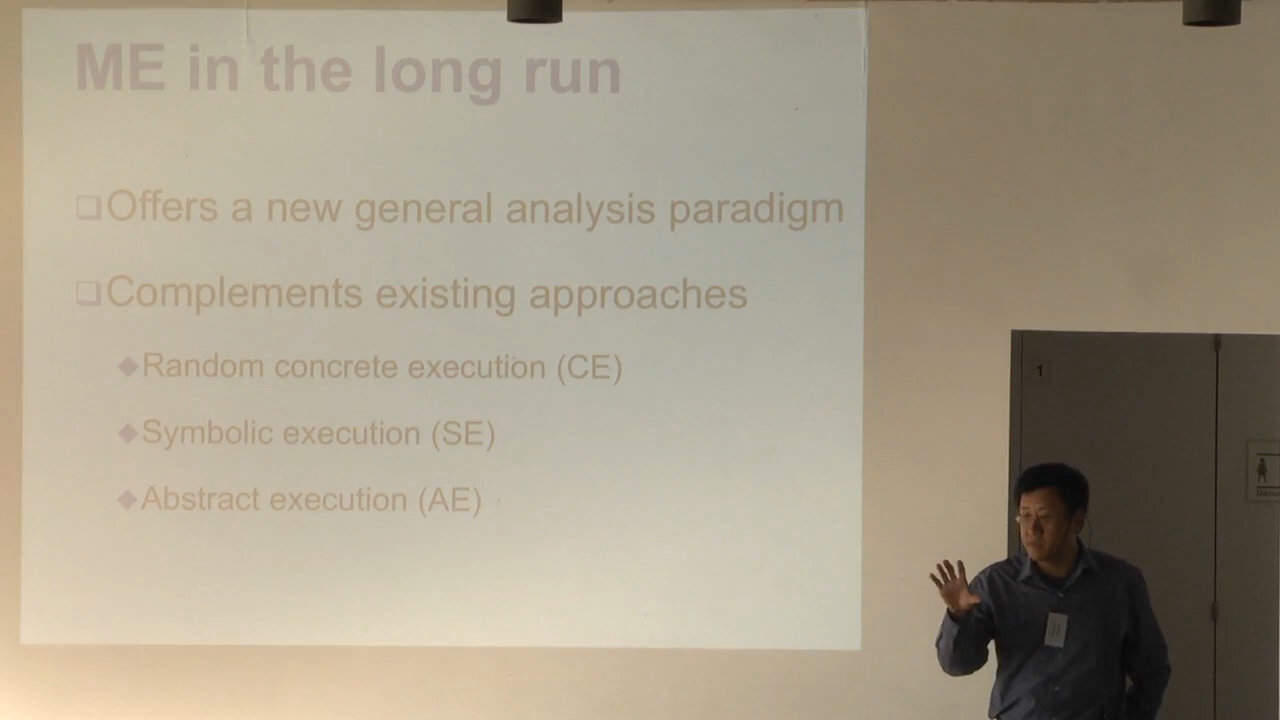 ME in the long run
Offers a new general analysis paradigm
Complements existing approaches
Random concrete execution (CE)
Symbolic execution (SE)
Abstract execution (AE)
1